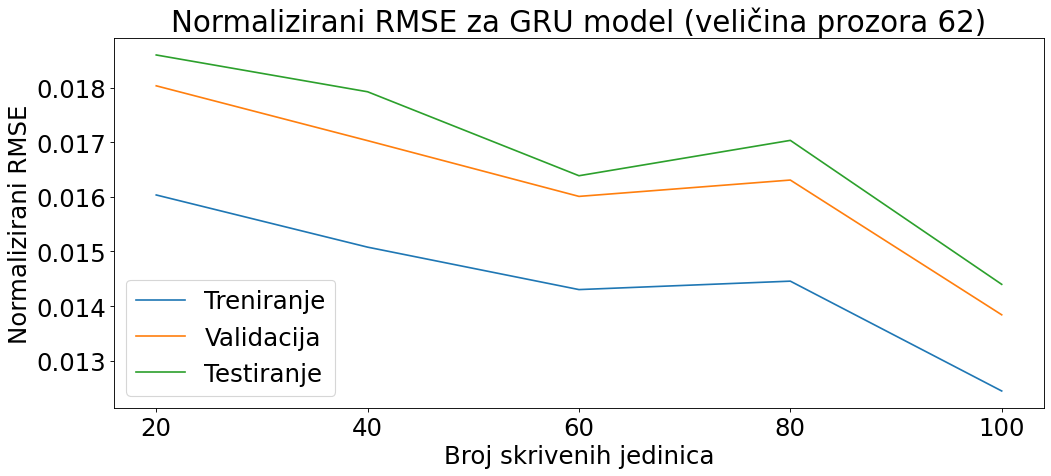 Normalizirani RMSE za GRU model (veličina prozora 62)
Normalizirani RMSE
0.018
0.017
0.016
0.015
0.014
0.013
Treniranje
Validacija
Testiranje
20 40 60 80 100
Broj skrivenih jedinica